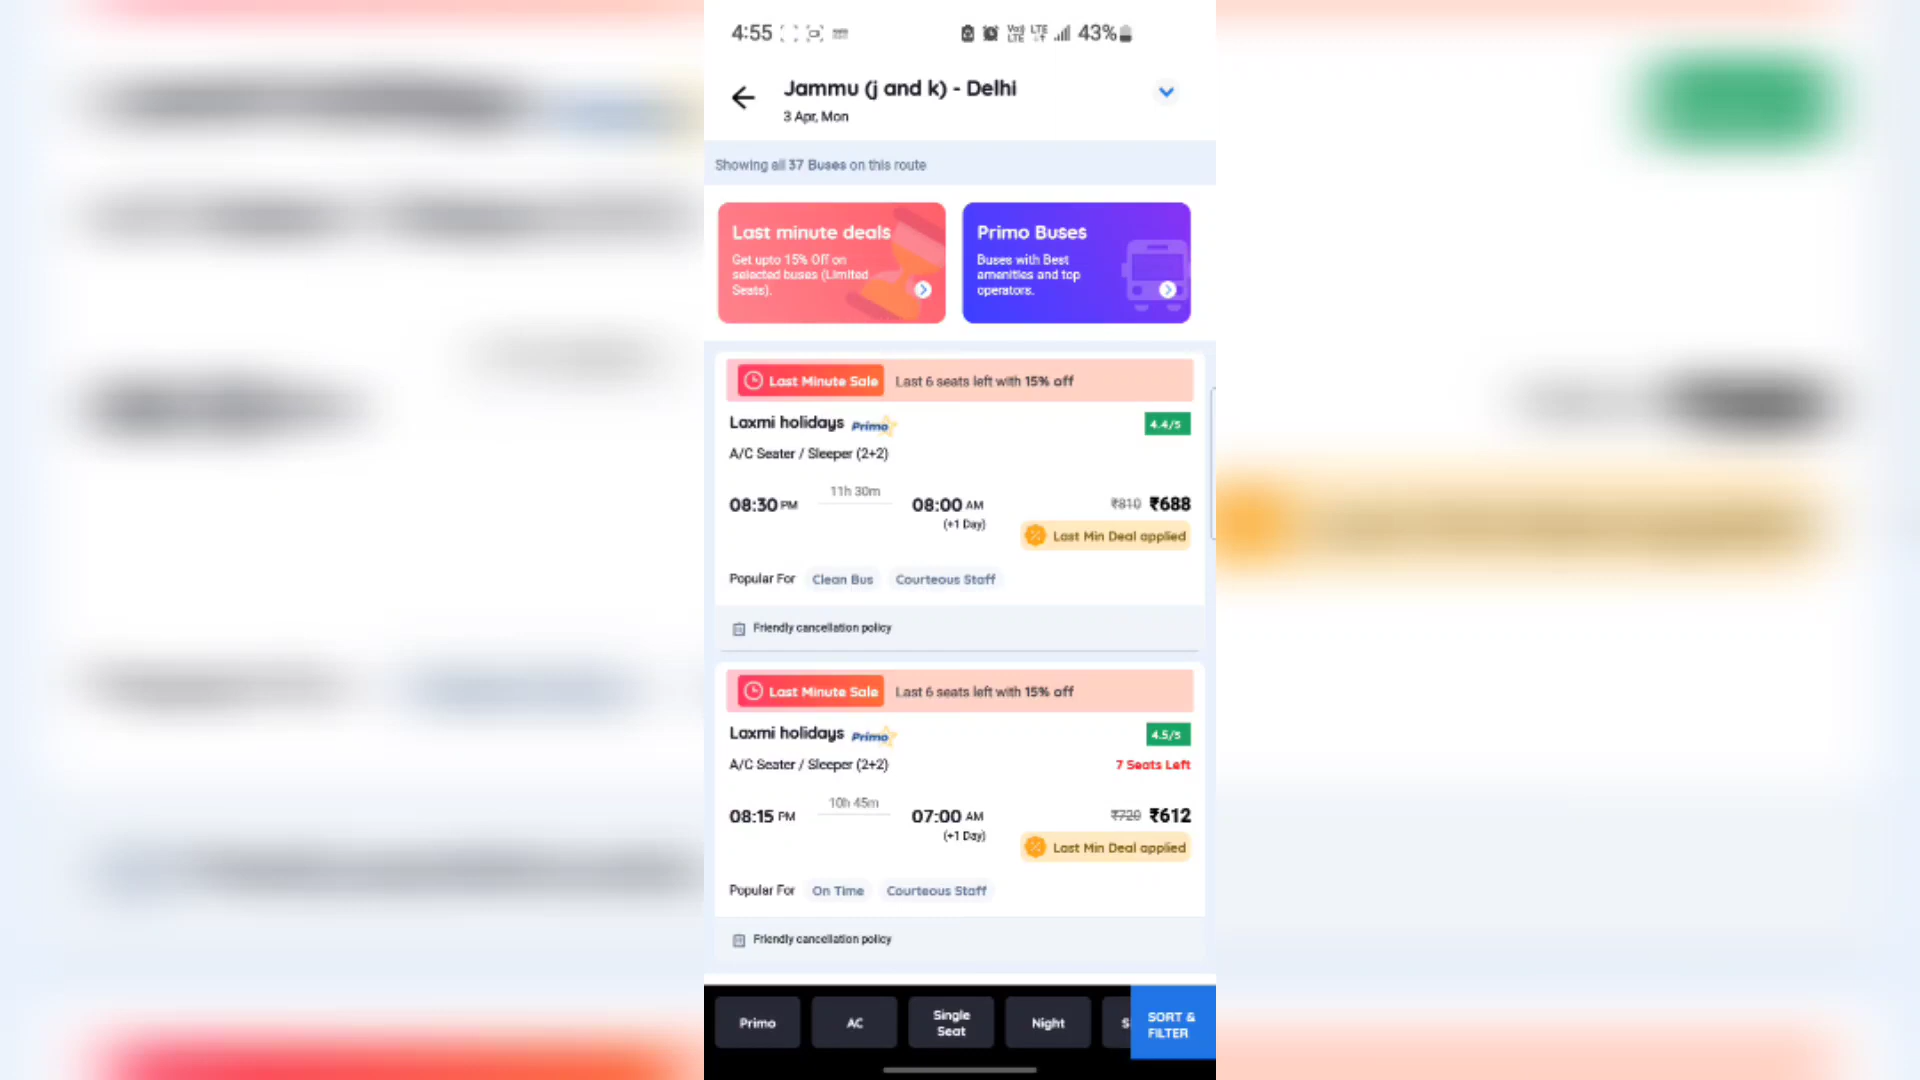 4:55
Voo) LTE
LTE
43%
Jammu (j and k) - Delhi
3 Apr, Mon
Showing all 37 Buses on this route
Last minute deals
Get upto 15% Off on
selected buses (Limited
Seats).
Primo Buses
Buses with Best
amenities and top
operators.
Last Minute Sale Last 6 seats left with 15% off
Laxmi holidays Primo 4.4/5
A/C Seater / Sleeper (2+2)
11h 30m
08:30 PM 08:00 AM ₹810 ₹688
(+1 Day)
Last Min Deal applied
Popular For Clean Bus Courteous Staff
Friendly cancellation policy
Last Minute Sale Last 6 seats left with 15% off
Laxmi holidays Primo 4.5/5
A/C Seater / Sleeper (2+2) 7 Seats Left
10h 45m
08:15 PM 07:00 AM ₹720 ₹612
(+1 Day)
Last Min Deal applied
Popular For On Time Courteous Staff
Friendly cancellation policy
Primo AC Single Seat Night S
SORT &
FILTER